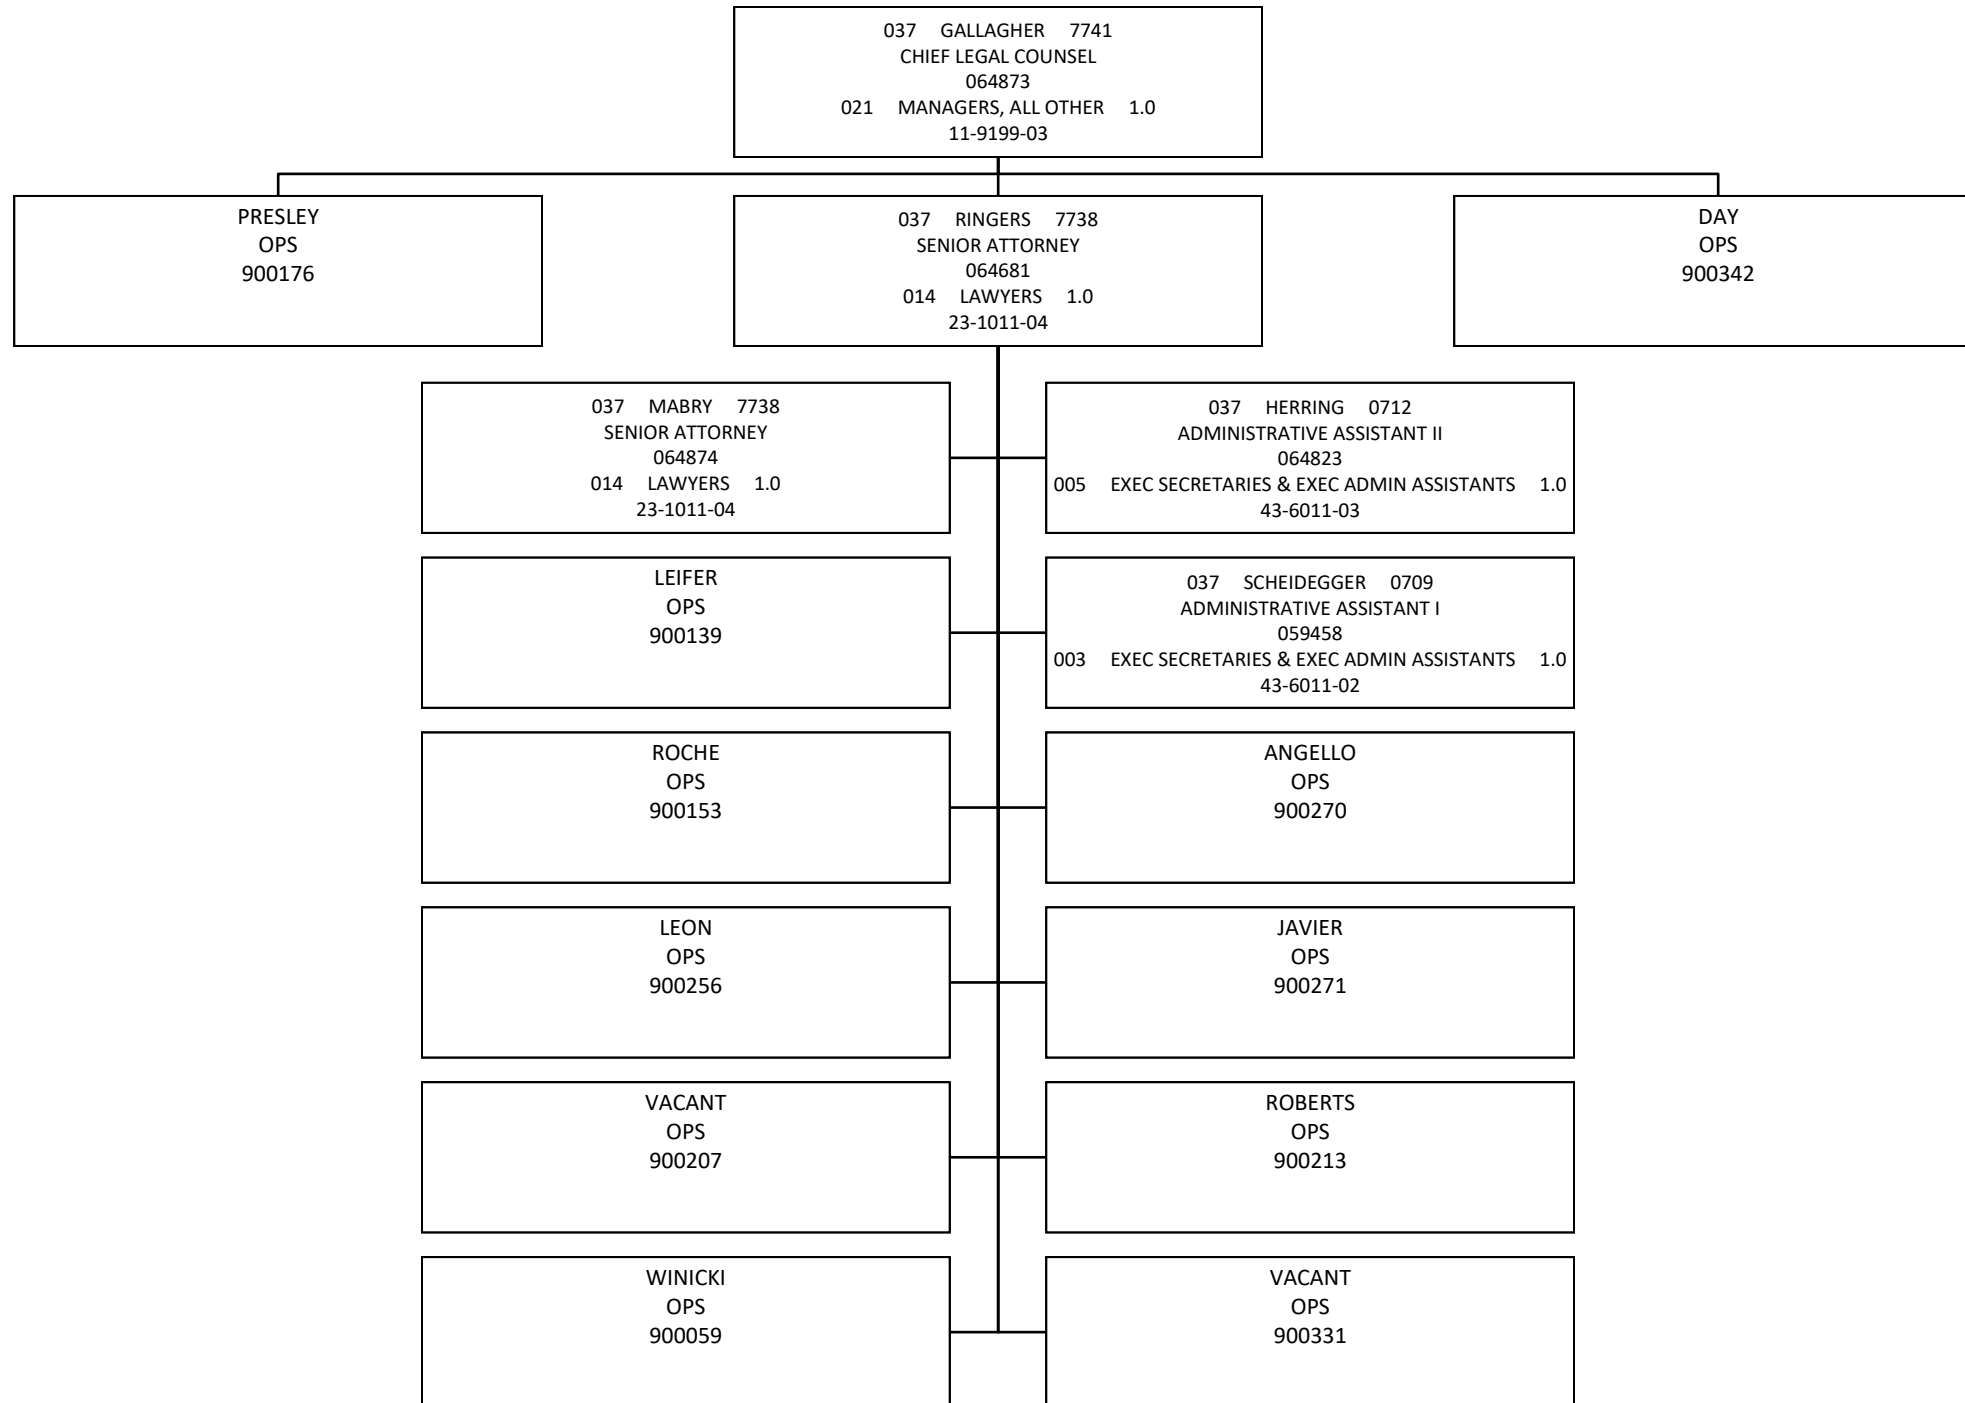 037 GALLAGHER 7741
CHIEF LEGAL COUNSEL
064873
021 MANAGERS, ALL OTHER 1.0
11-9199-03
PRESLEY
OPS
900176
037 RINGERS 7738
SENIOR ATTORNEY
064681
014 LAWYERS 1.0
23-1011-04
DAY
OPS
900342
037 MABRY 7738
SENIOR ATTORNEY
064874
014 LAWYERS 1.0
23-1011-04
037 HERRING 0712
ADMINISTRATIVE ASSISTANT II
064823
005 EXEC SECRETARIES & EXEC ADMIN ASSISTANTS 1.0
43-6011-03
LEIFER
OPS
900139
037 SCHEIDEGGER 0709
ADMINISTRATIVE ASSISTANT I
059458
003 EXEC SECRETARIES & EXEC ADMIN ASSISTANTS 1.0
43-6011-02
ROCHE
OPS
900153
ANGELLO
OPS
900270
LEON
OPS
900256
JAVIER
OPS
900271
VACANT
OPS
900207
ROBERTS
OPS
900213
WINICKI
OPS
900059
VACANT
OPS
900331